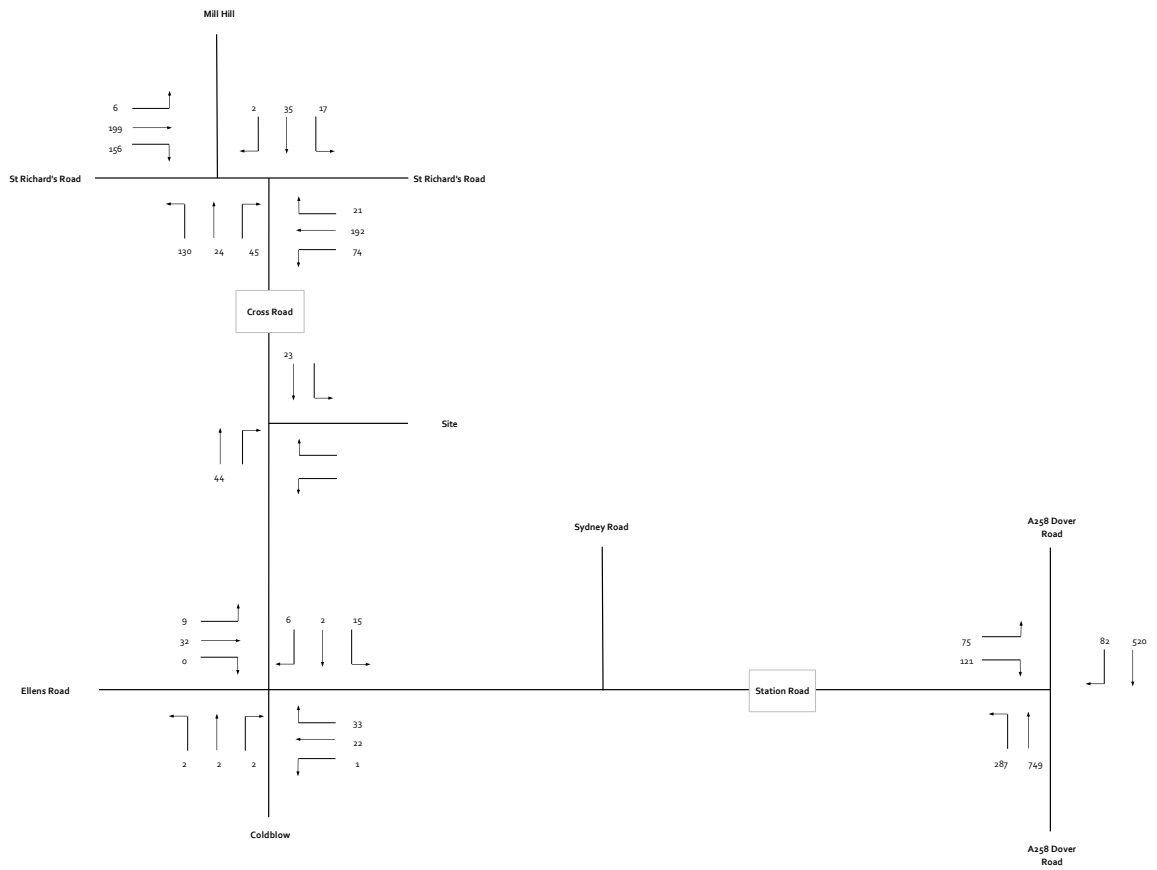 Mill Hill
6
2 35 17
199
156
St Richard's Road
St Richard's Road
21
192
130 24 45
74
Cross Road
23
Site
44
Sydney Road
A258 Dover
Road
9
6 2 15
32
0
75
82 520
121
Ellens Road
Station Road
33
22
2 2 2
1
287 749
Coldblow
A258 Dover
Road